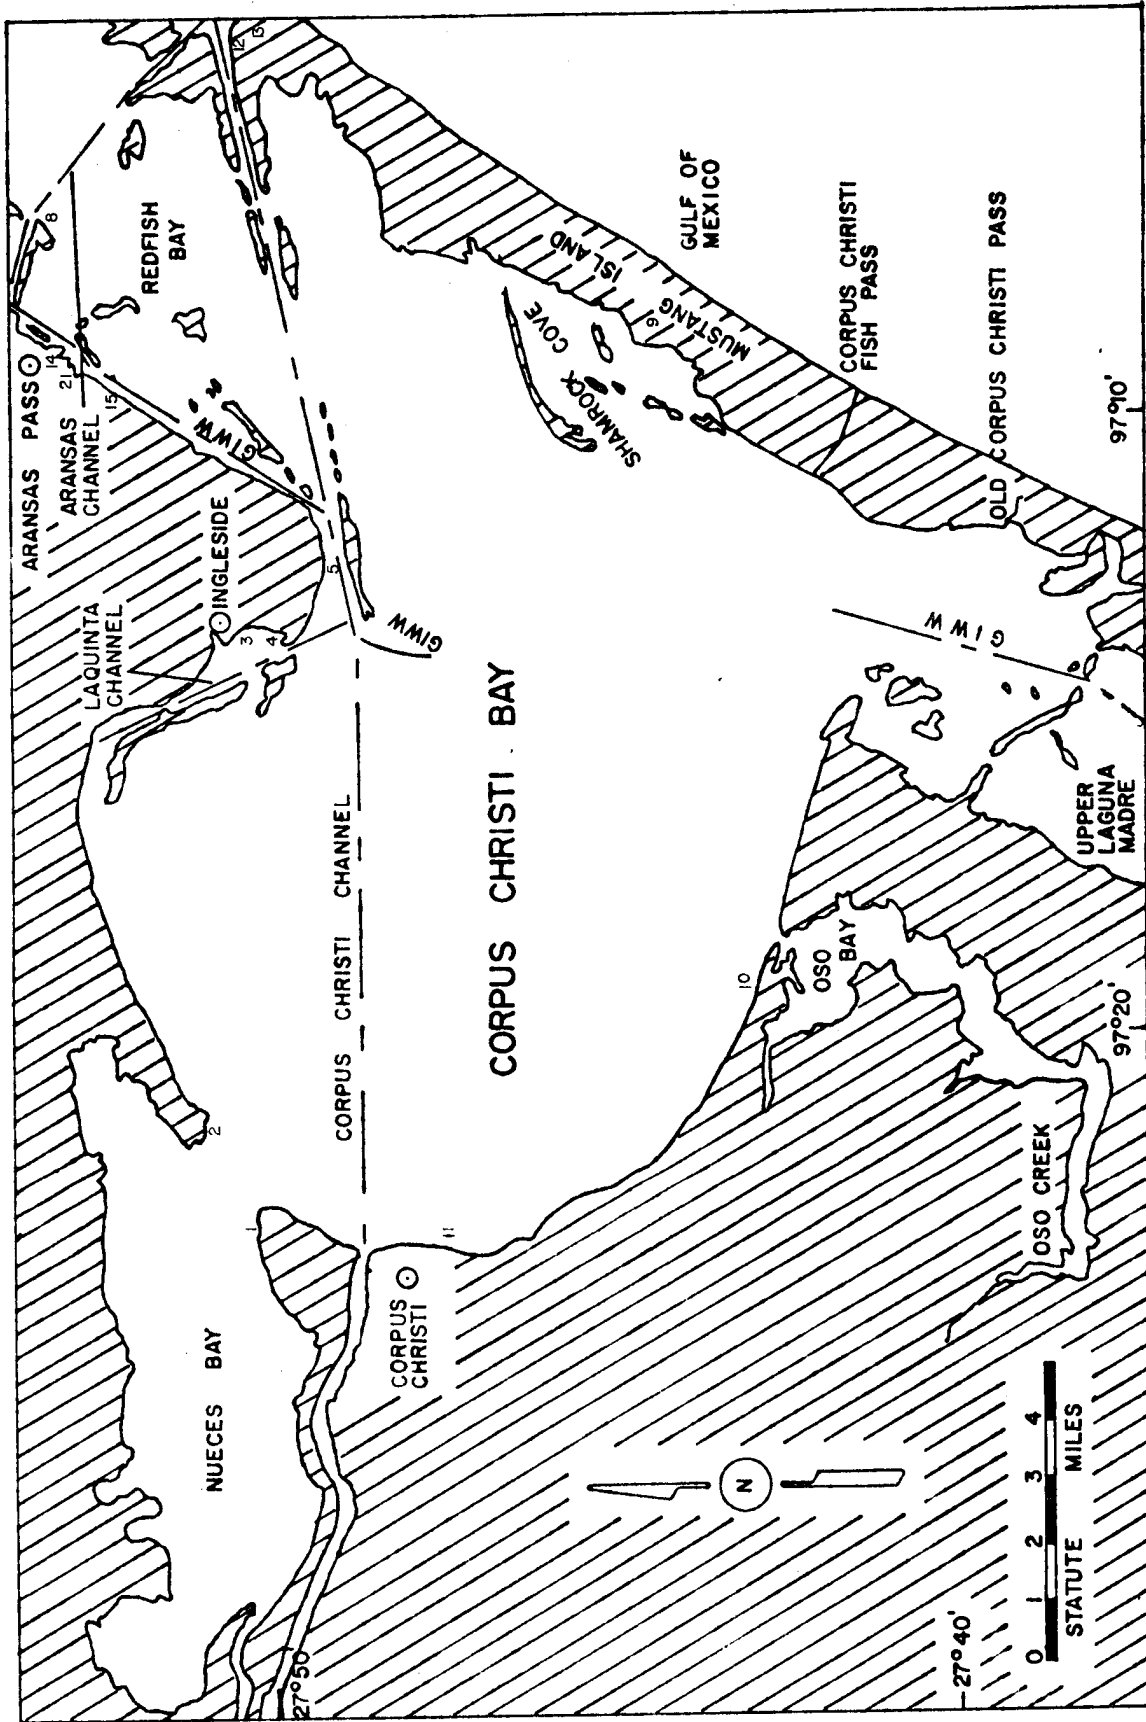 ARANSAS PASS
ARANSAS
CHANNEL
8
14
21
15
REDFISH
BAY
12
13
GIWW
INGLESIDE
LAQUINTA
CHANNEL
3
4
5
GIWW
NUECES BAY
2
1
CORPUS CHRISTI CHANNEL
CORPUS
CHRISTI
11
CORPUS CHRISTI BAY
SHAMROCK COVE
9
MUSTANG
ISLAND
GULF OF
MEXICO
CORPUS CHRISTI
FISH PASS
OLD CORPUS CHRISTI PASS
GIWW
10
OSO
BAY
OSO CREEK
UPPER
LAGUNA
MADRE
N
0 1 2 3 4
STATUTE MILES
27°50
27°40'
97°20'
97°10'